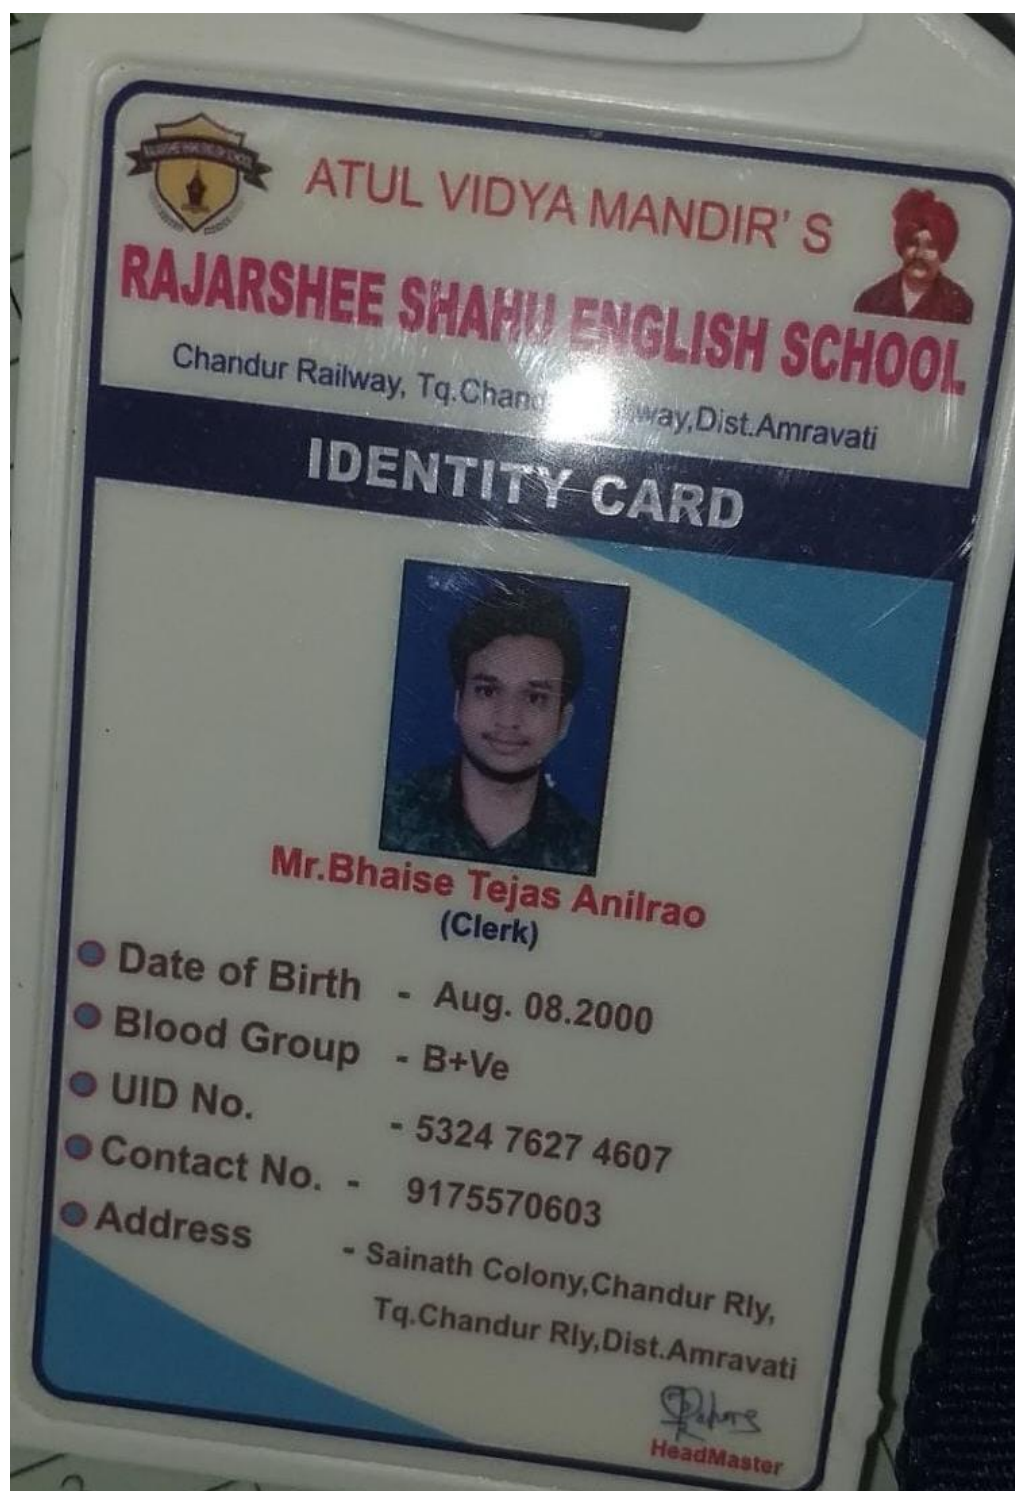 ATUL VIDYA MANDIR' S
RAJARSHEE SHAHU ENGLISH SCHOOL
Chandur Railway, Tq.Chand way,Dist.Amravati
IDENTITY CARD
Mr.Bhaise Tejas Anilrao
(Clerk)
Date of Birth - Aug. 08.2000
Blood Group - B+Ve
UID No. - 5324 7627 4607
Contact No. - 9175570603
Address - Sainath Colony,Chandur Rly,
Tq.Chandur Rly,Dist.Amravati
HeadMaster